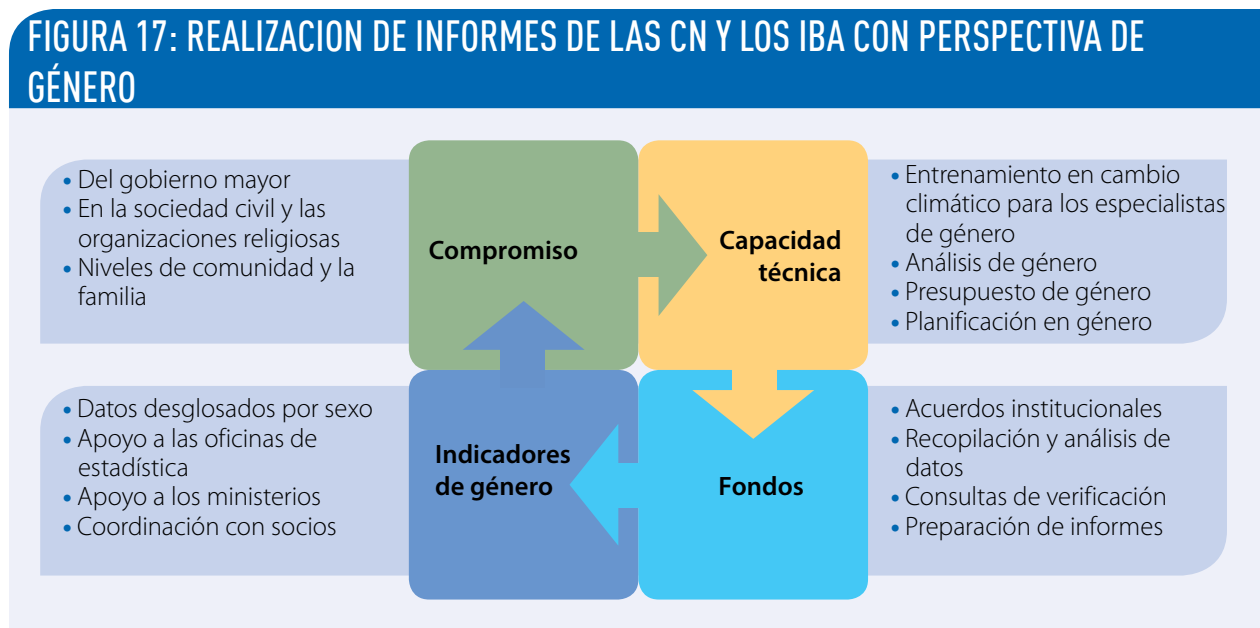 FIGURA 17: REALIZACION DE INFORMES DE LAS CN Y LOS IBA CON PERSPECTIVA DE
GÉNERO
• Del gobierno mayor
• En la sociedad civil y las
organizaciones religiosas
• Niveles de comunidad y la
familia
Compromiso
Capacidad
técnica
• Entrenamiento en cambio
climático para los especialistas
de género
• Análisis de género
• Presupuesto de género
• Planificación en género
• Datos desglosados por sexo
• Apoyo a las oficinas de
estadística
• Apoyo a los ministerios
• Coordinación con socios
Indicadores
de género
Fondos
• Acuerdos institucionales
• Recopilación y análisis de
datos
• Consultas de verificación
• Preparación de informes